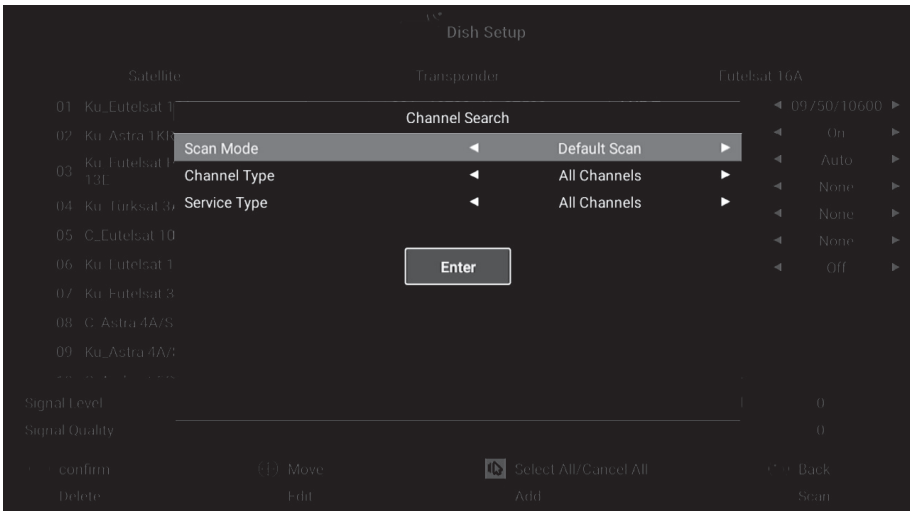 Dish Setup
Satellite Transponder Eutelsat 16A
01 Ku_Eutelsat 1 ◀ 09750/10600 ▶
Channel Search
02 Ku_Astra 1KR ◀ On ▶
Scan Mode ◀ Default Scan ▶
03 Ku_Eutelsat 13E ◀ Auto ▶
Channel Type ◀ All Channels ▶
◀ None ▶
04 Ku_Turksat 3A ◀ None ▶
Service Type ◀ All Channels ▶
05 C_Eutelsat 10 ◀ None ▶
06 Ku_Eutelsat 1 ◀ Off ▶
Enter
07 Ku_Eutelsat 3
08 C_Astra 4A/S
09 Ku_Astra 4A/S
Signal Level 0
Signal Quality 0
confirm Move Select All/Cancel All Back
Delete Edit Add Scan